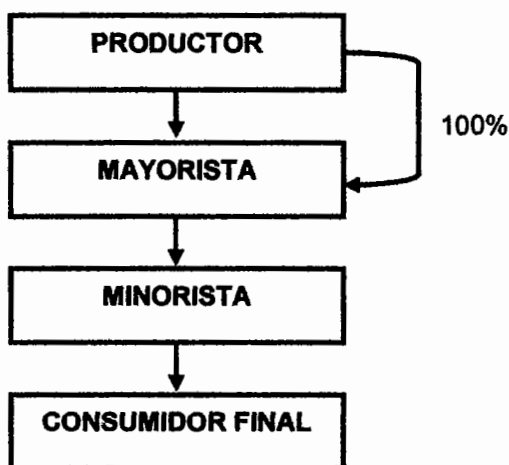 PRODUCTOR
100%
MAYORISTA
MINORISTA
CONSUMIDOR FINAL